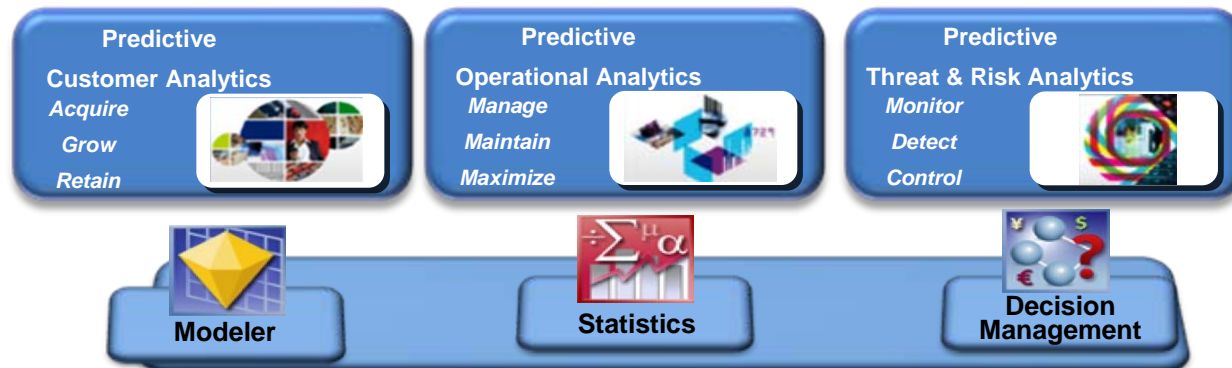 Predictive
Customer Analytics
Acquire
Grow
Retain
Predictive
Operational Analytics
Manage
Maintain
Maximize
Predictive
Threat & Risk Analytics
Monitor
Detect
Control
÷Σμα
¥ $ € ?
Modeler
Statistics
Decision
Management